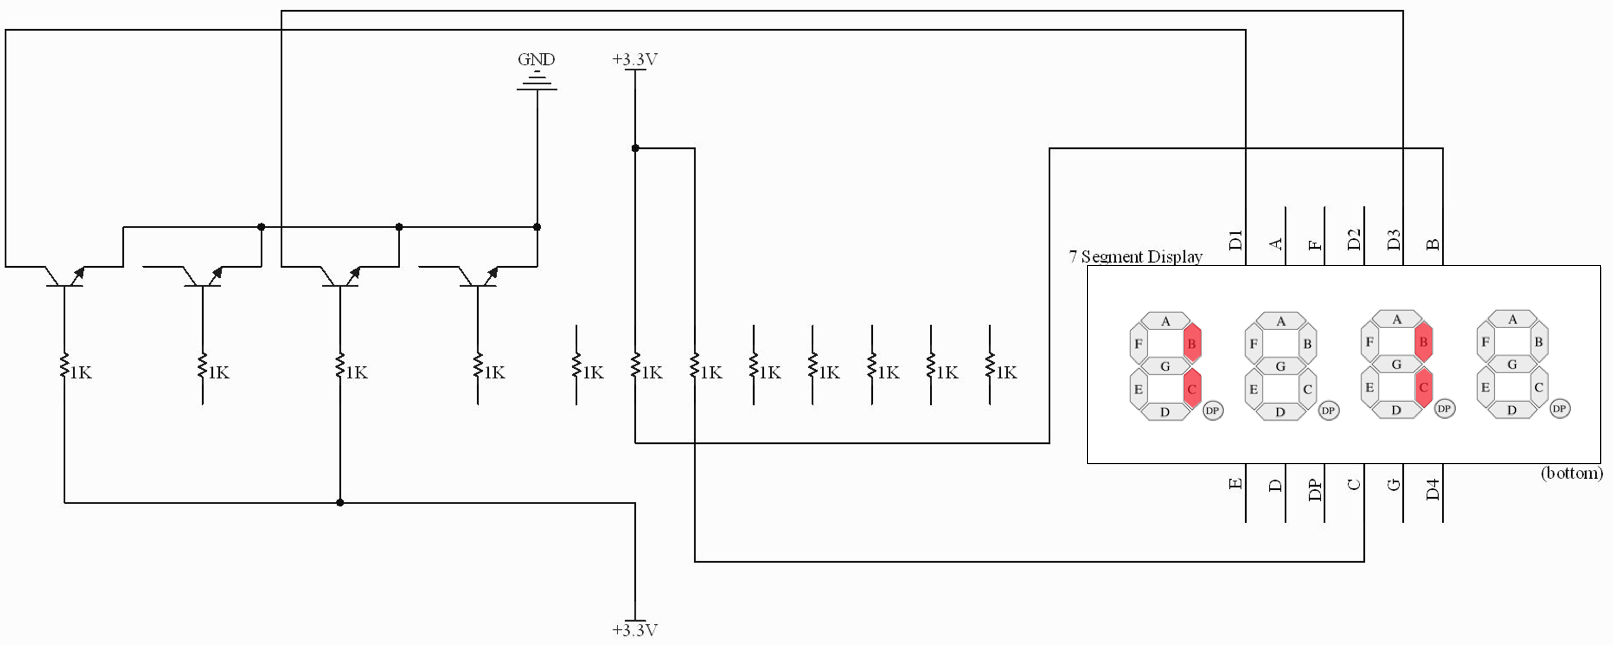 GND
+3.3V
D1
A
F
D2
D3
B
7 Segment Display
A
F
B
G
E
C
D
DP
A
F
B
G
E
C
D
DP
A
F
B
G
E
C
D
DP
A
F
B
G
E
C
D
DP
1K
1K
1K
1K
1K
1K
1K
1K
1K
1K
1K
1K
(bottom)
E
D
DP
C
G
D4
+3.3V